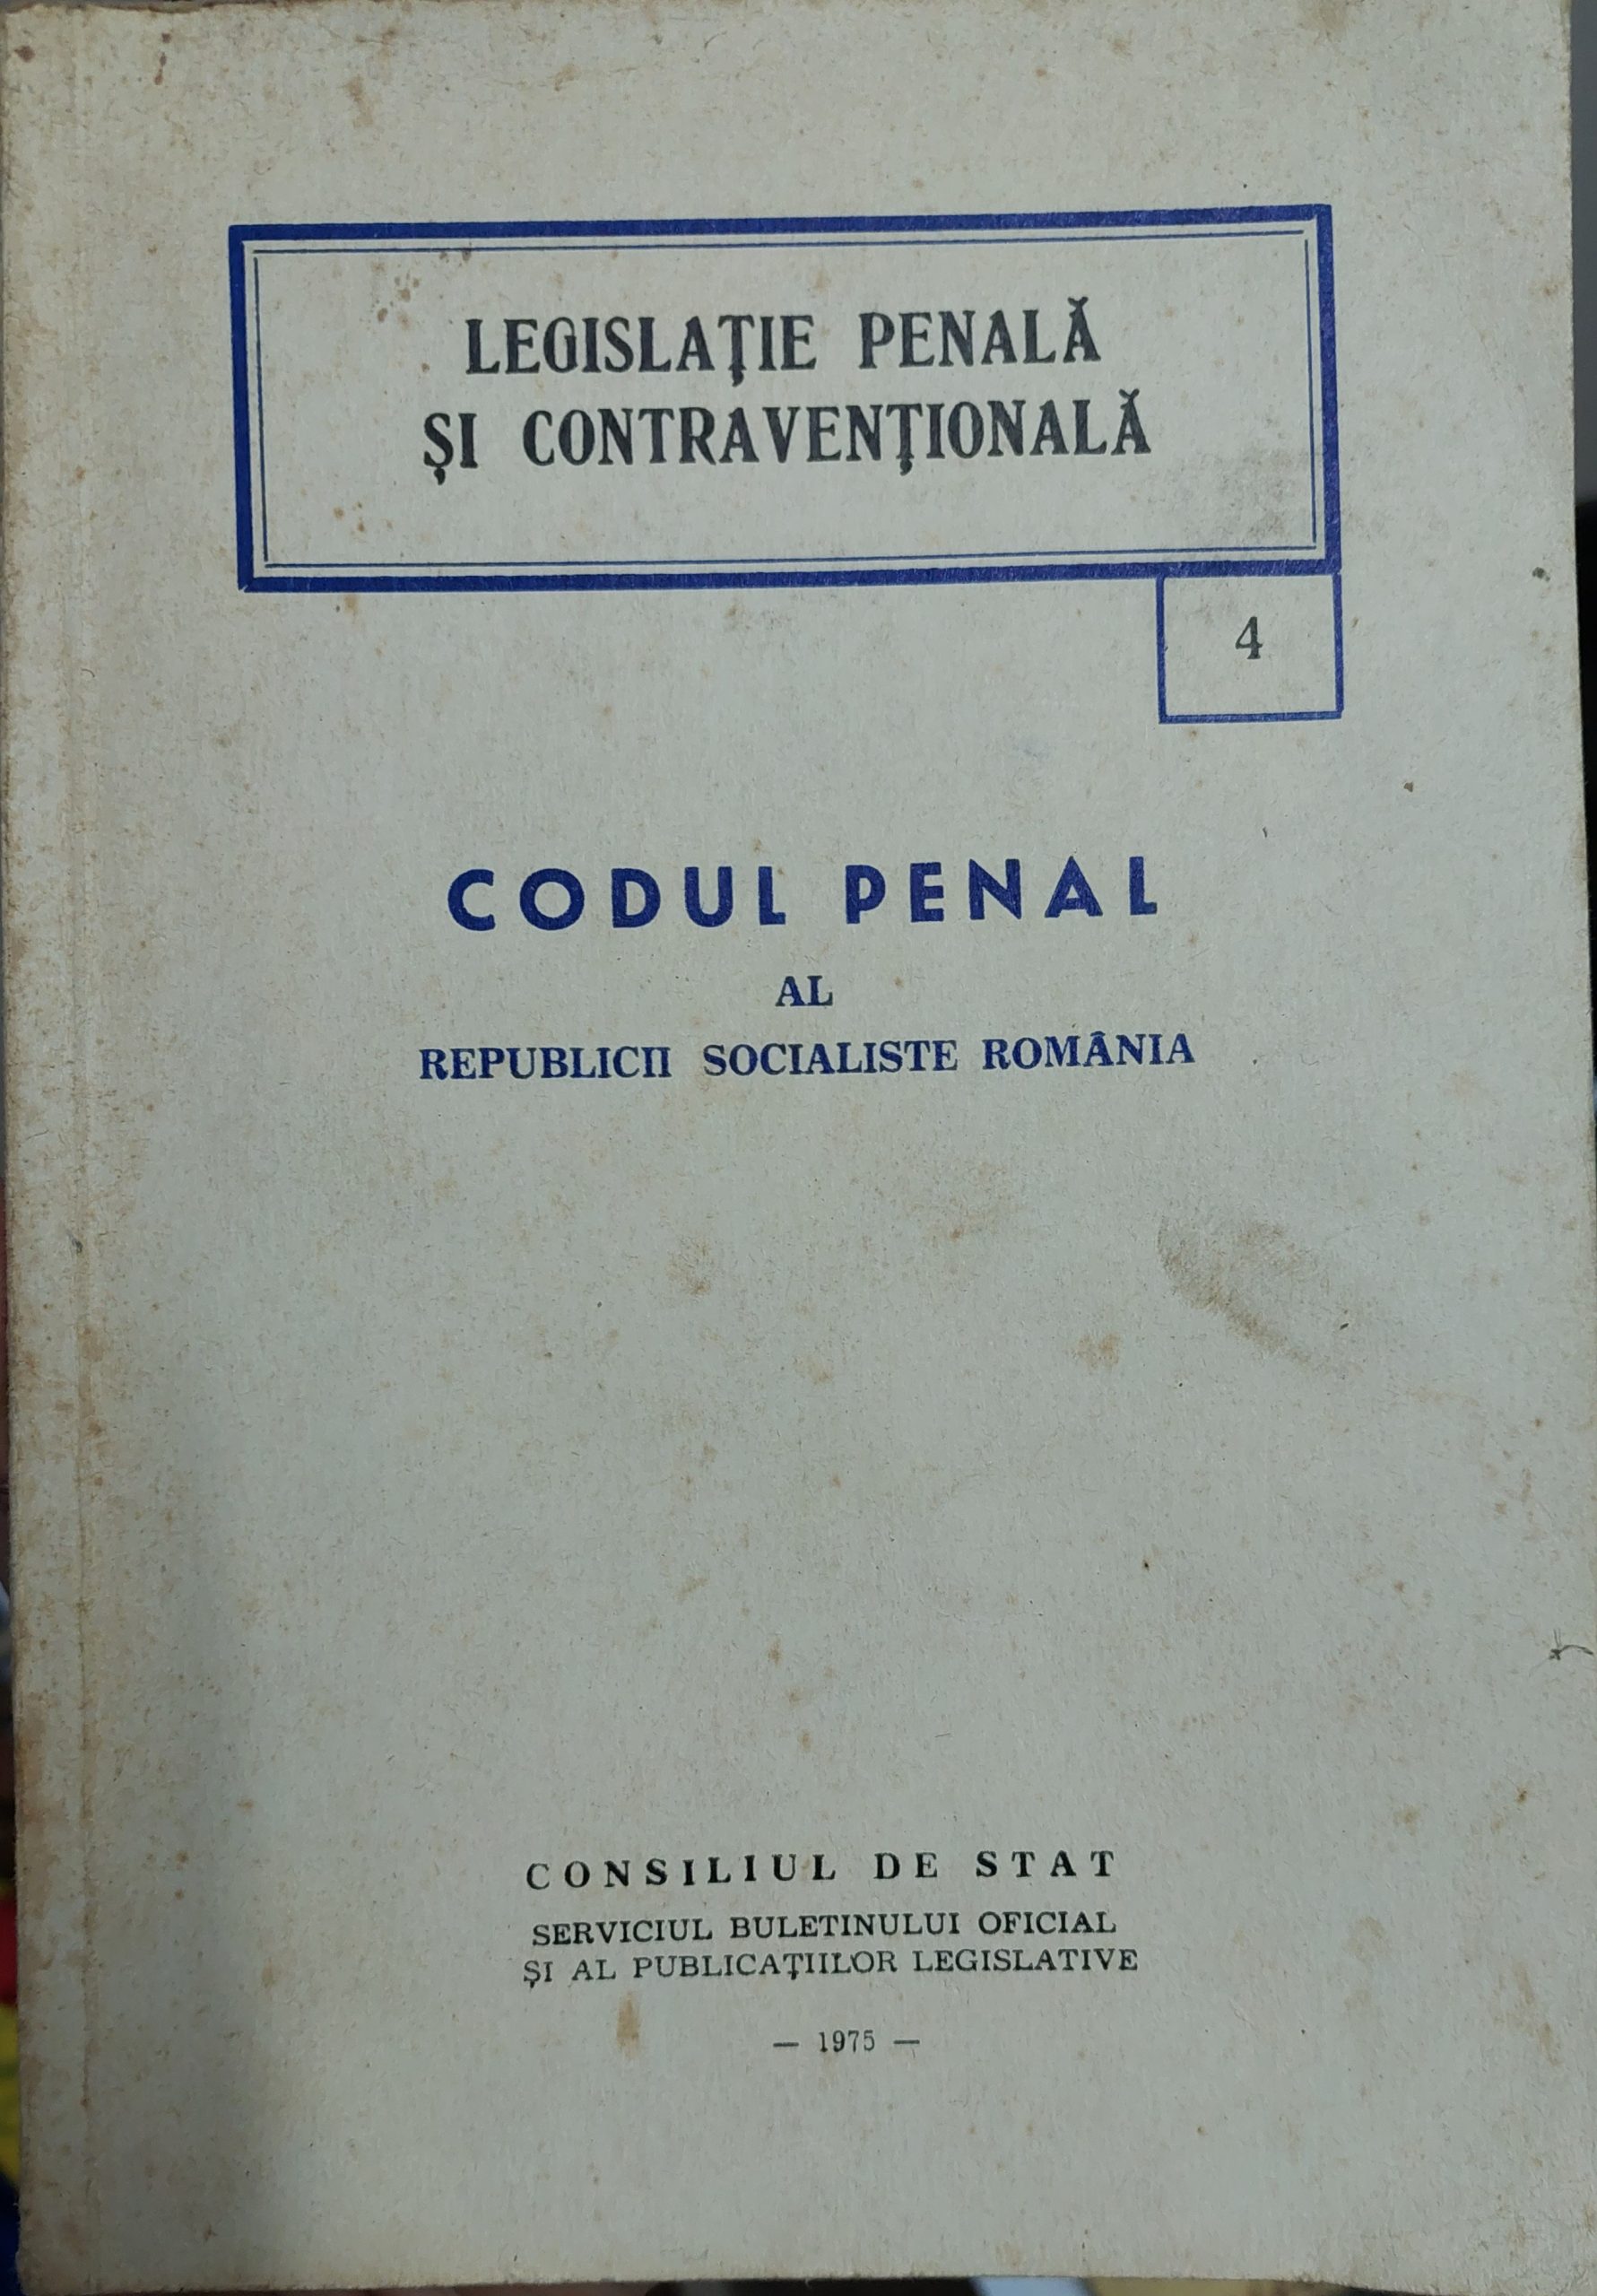 LEGISLAŢIE PENALĂ
ŞI CONTRAVENŢIONALĂ
4
CODUL PENAL
AL
REPUBLICII SOCIALISTE ROMÂNIA
CONSILIUL DE STAT
SERVICIUL BULETINULUI OFICIAL
ŞI AL PUBLICAŢIILOR LEGISLATIVE
— 1975 —